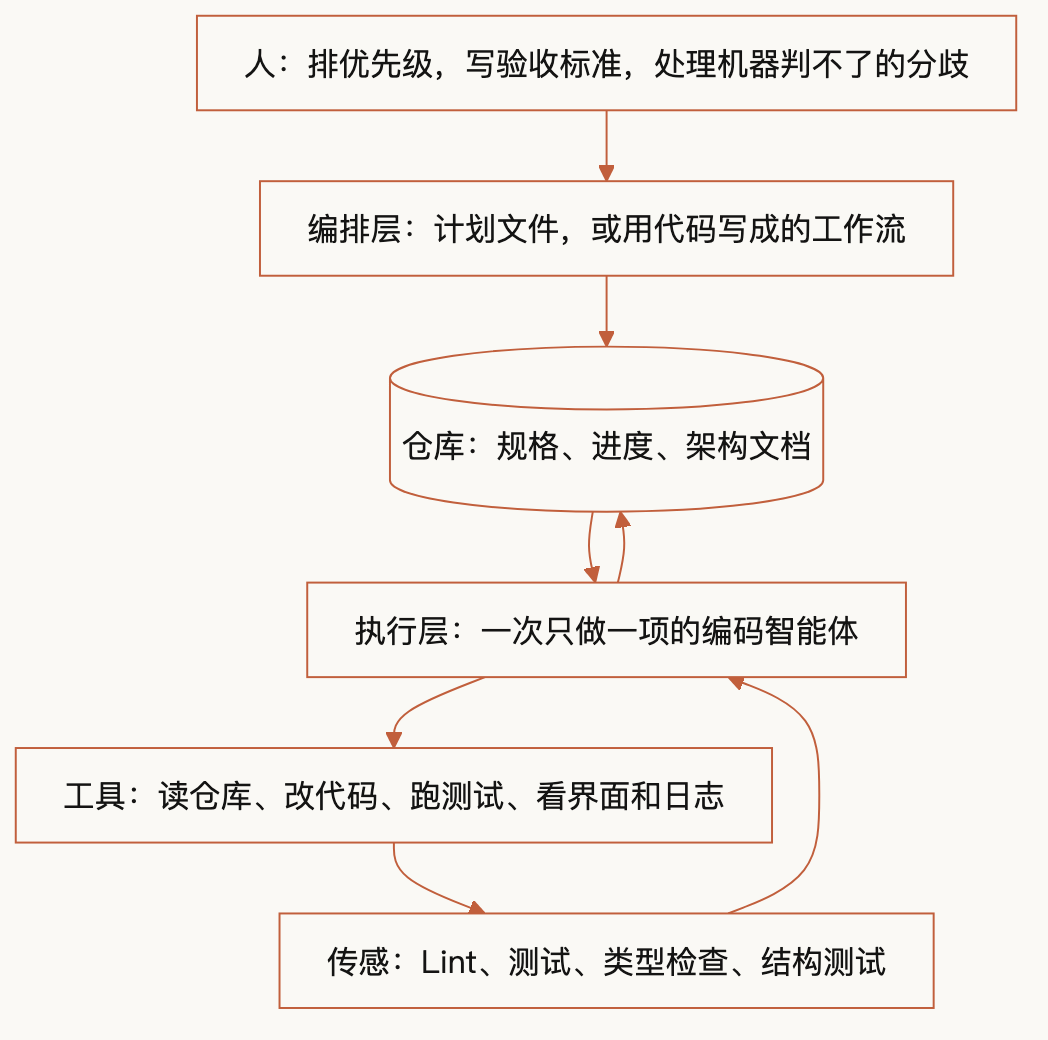 人：排优先级，写验收标准，处理机器判不了的分歧
编排层：计划文件，或用代码写成的工作流
仓库：规格、进度、架构文档
执行层：一次只做一项的编码智能体
工具：读仓库、改代码、跑测试、看界面和日志
传感：Lint、测试、类型检查、结构测试